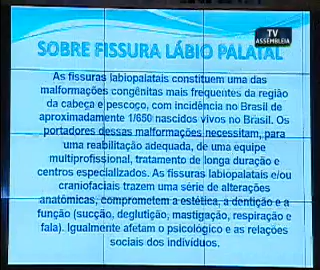 TV
ASSEMBLEIA
SOBRE FISSURA LÁBIO PALATAL
As fissuras labiopalatais constituem uma das
malformações congênitas mais frequentes da região
da cabeça e pescoço, com incidência no Brasil de
aproximadamente 1/650 nascidos vivos no Brasil. Os
portadores dessas malformações necessitam, para
uma reabilitação adequada, de uma equipe
multiprofissional, tratamento de longa duração e
centros especializados. As fissuras labiopalatais e/ou
craniofaciais trazem uma série de alterações
anatômicas, comprometem a estética, a dentição e a
função (sucção, deglutição, mastigação, respiração e
fala). Igualmente afetam o psicológico e as relações
sociais dos indivíduos.